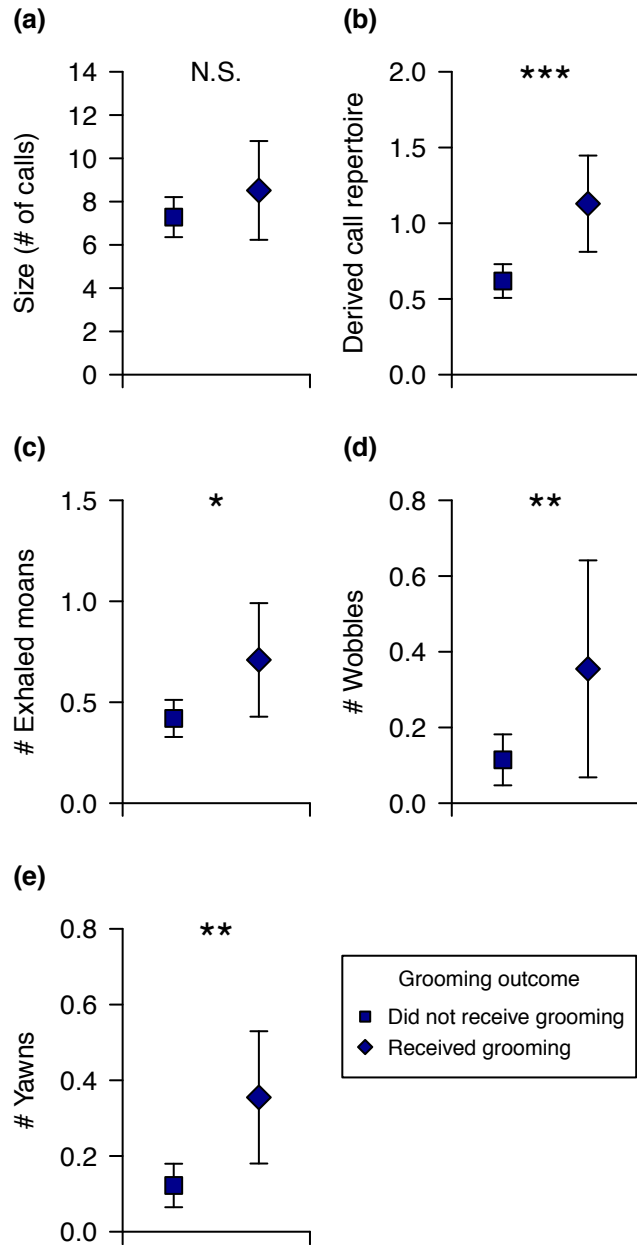 (a)
N.S.
Size (# of calls)
14
12
10
8
6
4
2
0
(b)
***
Derived call repertoire
2.0
1.5
1.0
0.5
0.0
(c)
*
# Exhaled moans
1.5
1.0
0.5
0.0
(d)
**
# Wobbles
0.8
0.6
0.4
0.2
0.0
(e)
**
# Yawns
0.8
0.6
0.4
0.2
0.0
Grooming outcome
Did not receive grooming
Received grooming